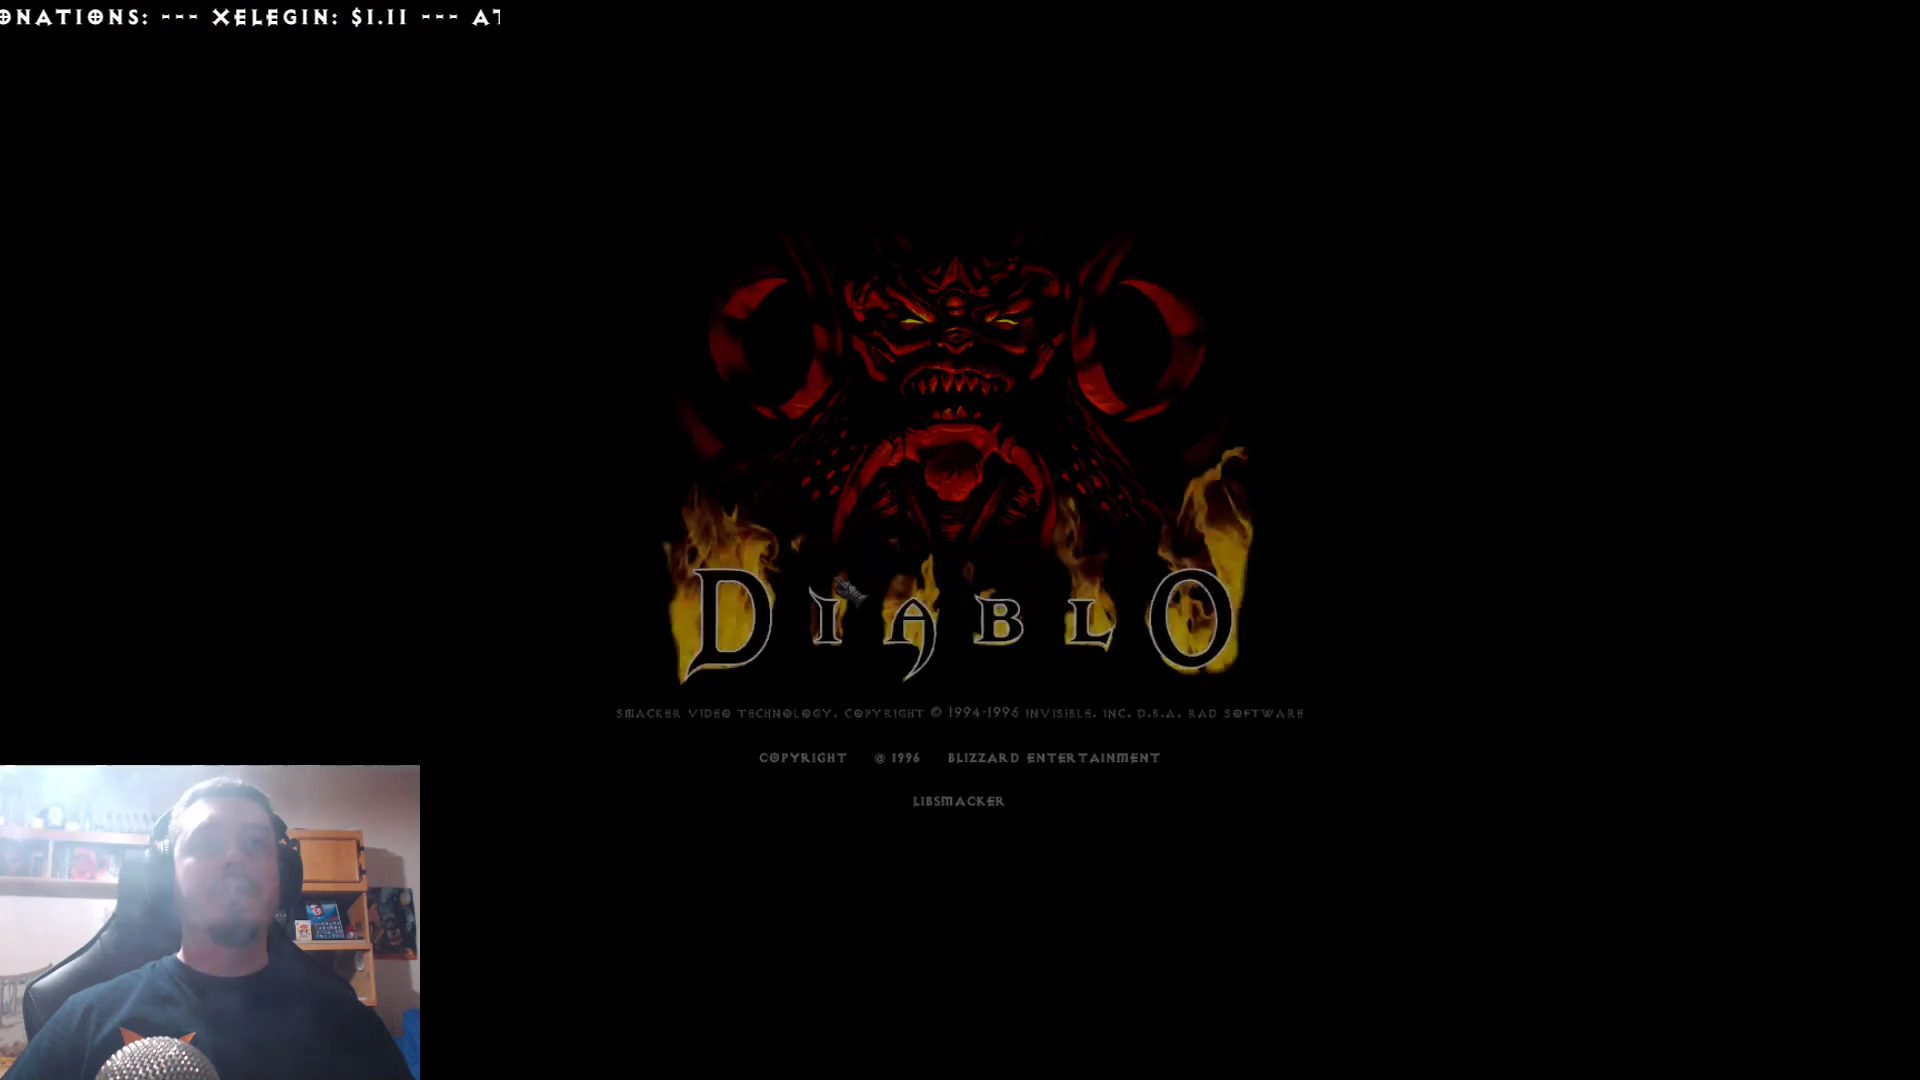 ONATIONS: --- XELEGIN: $1.11 --- AT
DIABLO
SMACKER VIDEO TECHNOLOGY. COPYRIGHT © 1994-1996 INVISIBLE, INC. D.B.A. RAD SOFTWARE
COPYRIGHT @ 1996 BLIZZARD ENTERTAINMENT
LIBSMACKER